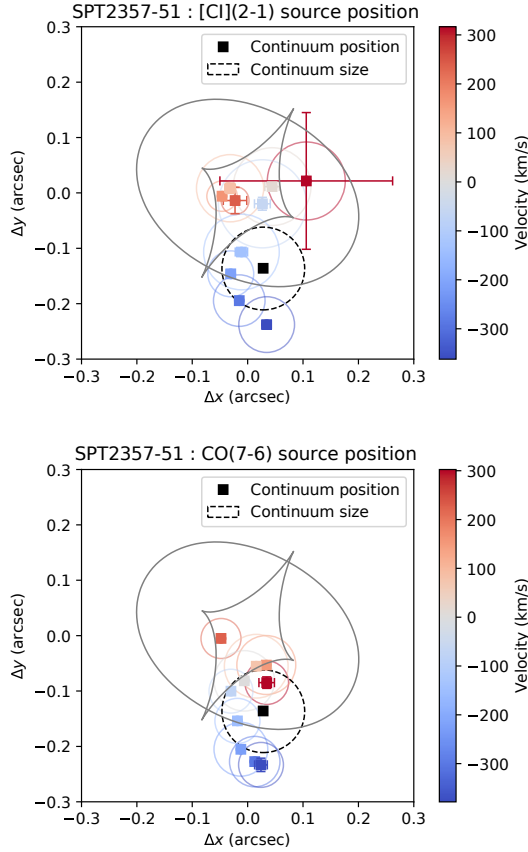 SPT2357-51 : [CI](2-1) source position
Continuum position
Continuum size
0.3
0.2
0.1
0.0
−0.1
−0.2
−0.3
Δy (arcsec)
−0.3 −0.2 −0.1 0.0 0.1 0.2 0.3
Δx (arcsec)
300
200
100
0
−100
−200
−300
Velocity (km/s)
SPT2357-51 : CO(7-6) source position
Continuum position
Continuum size
0.3
0.2
0.1
0.0
−0.1
−0.2
−0.3
Δy (arcsec)
−0.3 −0.2 −0.1 0.0 0.1 0.2 0.3
Δx (arcsec)
300
200
100
0
−100
−200
−300
Velocity (km/s)